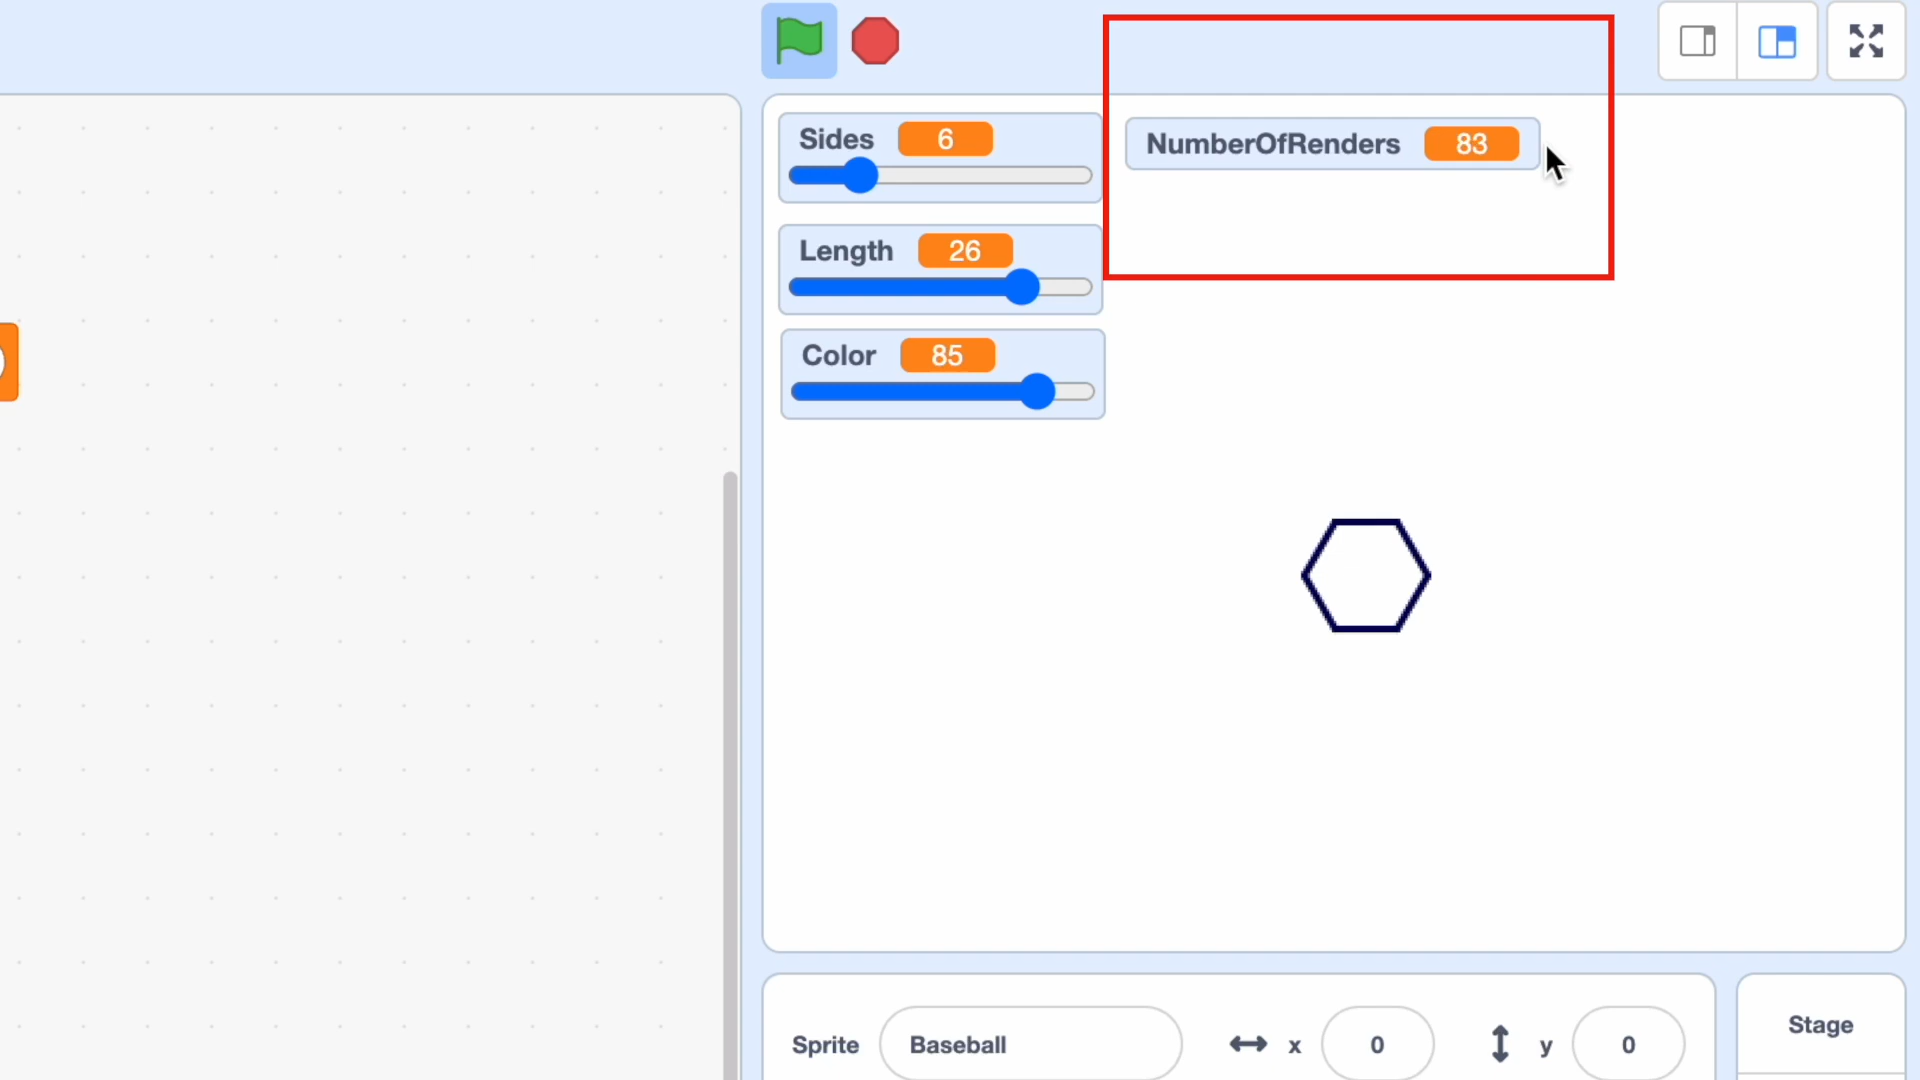 Sides 6
NumberOfRenders 83
Length 26
Color 85
Sprite Baseball x 0 y 0
Stage